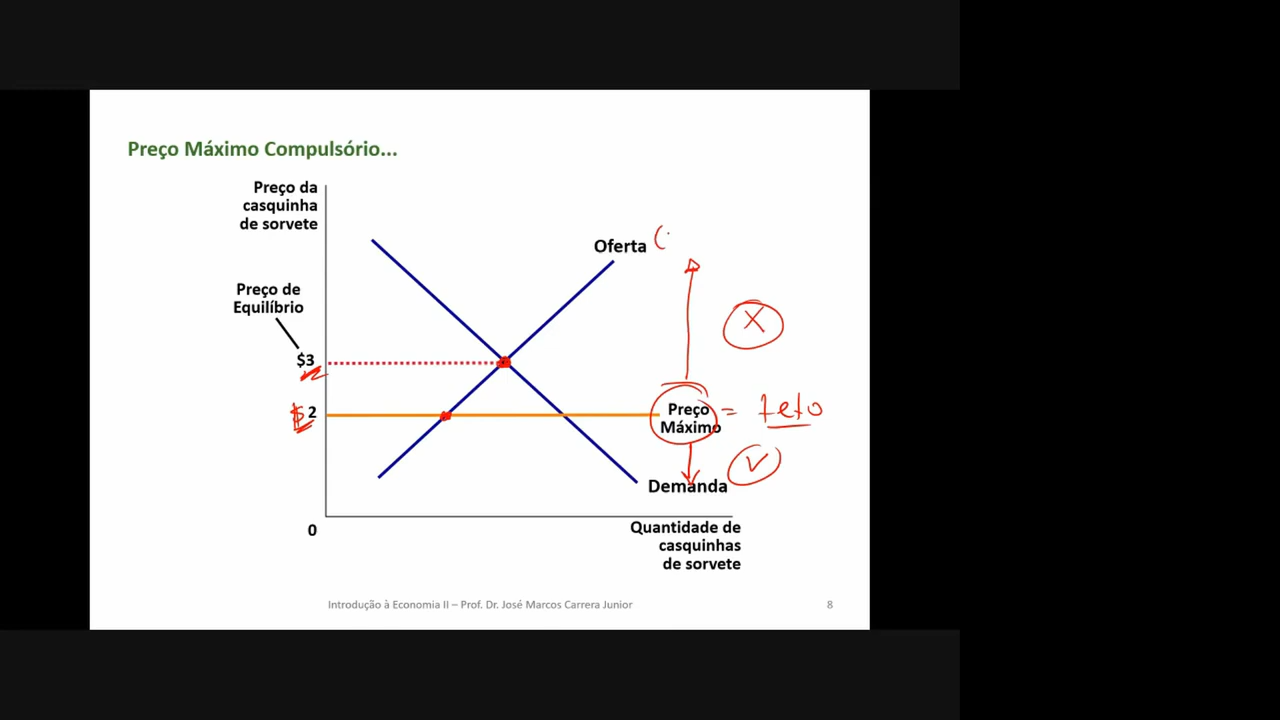 Preço Máximo Compulsório...
Preço da
casquinha
de sorvete
Oferta (
Preço de
Equilíbrio
X
$3
$2
Preço
Máximo
= teto
Demanda
0
Quantidade de
casquinhas
de sorvete
Introdução à Economia II – Prof. Dr. José Marcos Carrera Junior
8